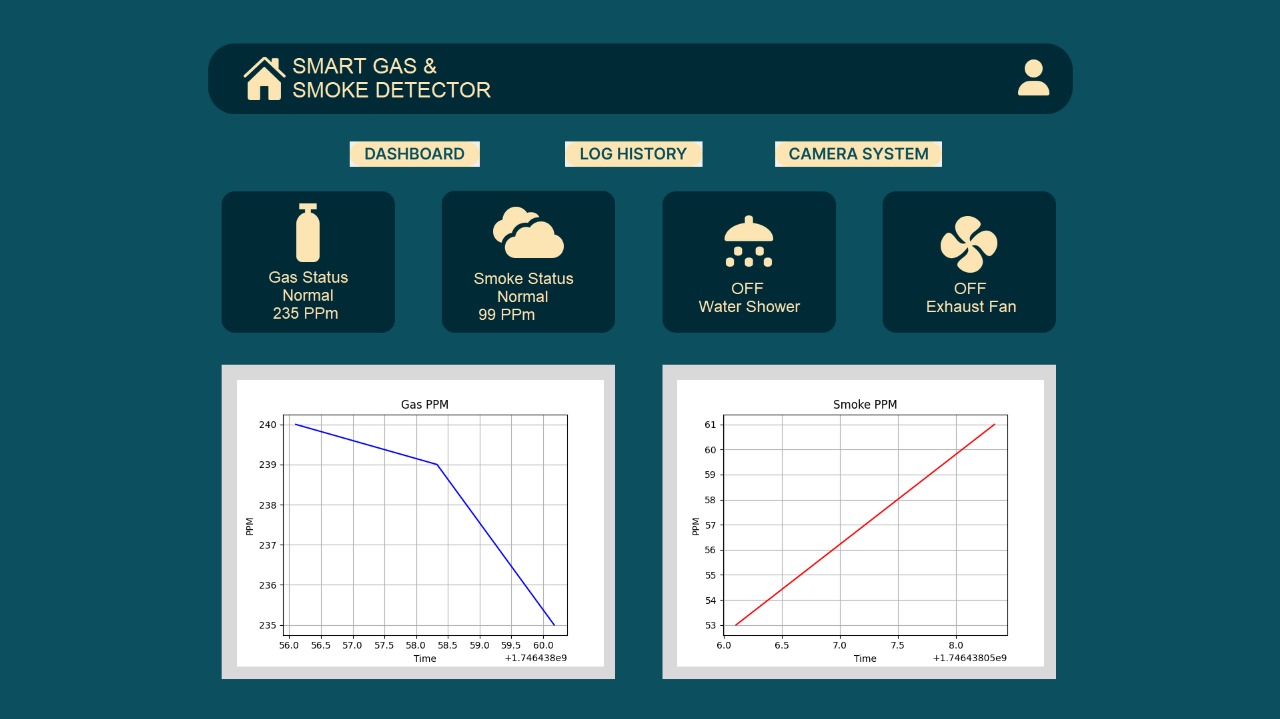 SMART GAS &
SMOKE DETECTOR
DASHBOARD
LOG HISTORY
CAMERA SYSTEM
Gas Status
Normal
235 PPm
Smoke Status
Normal
99 PPm
OFF
Water Shower
OFF
Exhaust Fan
Gas PPM
240
239
238
237
236
235
PPM
56.0 56.5 57.0 57.5 58.0 58.5 59.0 59.5 60.0
Time
+1.746438e9
Smoke PPM
61
60
59
58
57
56
55
54
53
PPM
6.0 6.5 7.0 7.5 8.0
Time
+1.74643805e9